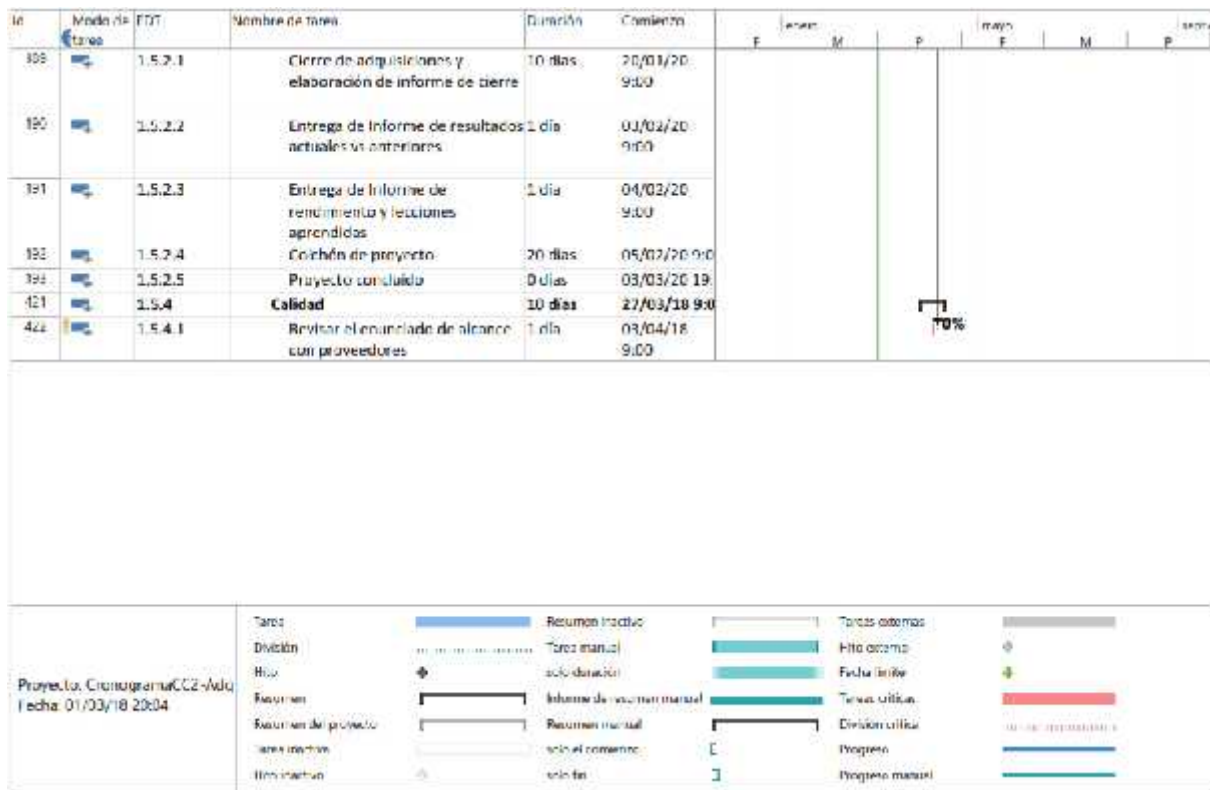 Id Modo de tarea EDT Nombre de tarea Duración Comienzo
enero mayo
F M P F M P
389 1.5.2.1 Cierre de adquisiciones y 10 días 20/01/20
elaboración de informe de cierre 9:00
390 1.5.2.2 Entrega de Informe de resultados 1 día 03/02/20
actuales vs anteriores 9:00
391 1.5.2.3 Entrega de Informe de 1 día 04/02/20
rendimiento y lecciones 9:00
aprendidas
392 1.5.2.4 Colchón de proyecto 20 días 05/02/20 9:0
393 1.5.2.5 Proyecto concluido 0 días 03/03/20 19:
421 1.5.4 Calidad 10 días 27/03/18 9:0
422 1.5.4.1 Revisar el enunciado de alcance 1 día 03/04/18
con proveedores 9:00
Proyecto: CronogramaCC2-Adq
Fecha: 01/03/18 20:04
Tarea Resumen inactivo Tareas externas
División Tarea manual Hito externo
Hito solo duración Fecha límite
Resumen Informe de resumen manual Tareas críticas
Resumen del proyecto Resumen manual División crítica
Tarea inactiva solo el comienzo Progreso
Hito inactivo solo fin Progreso manual